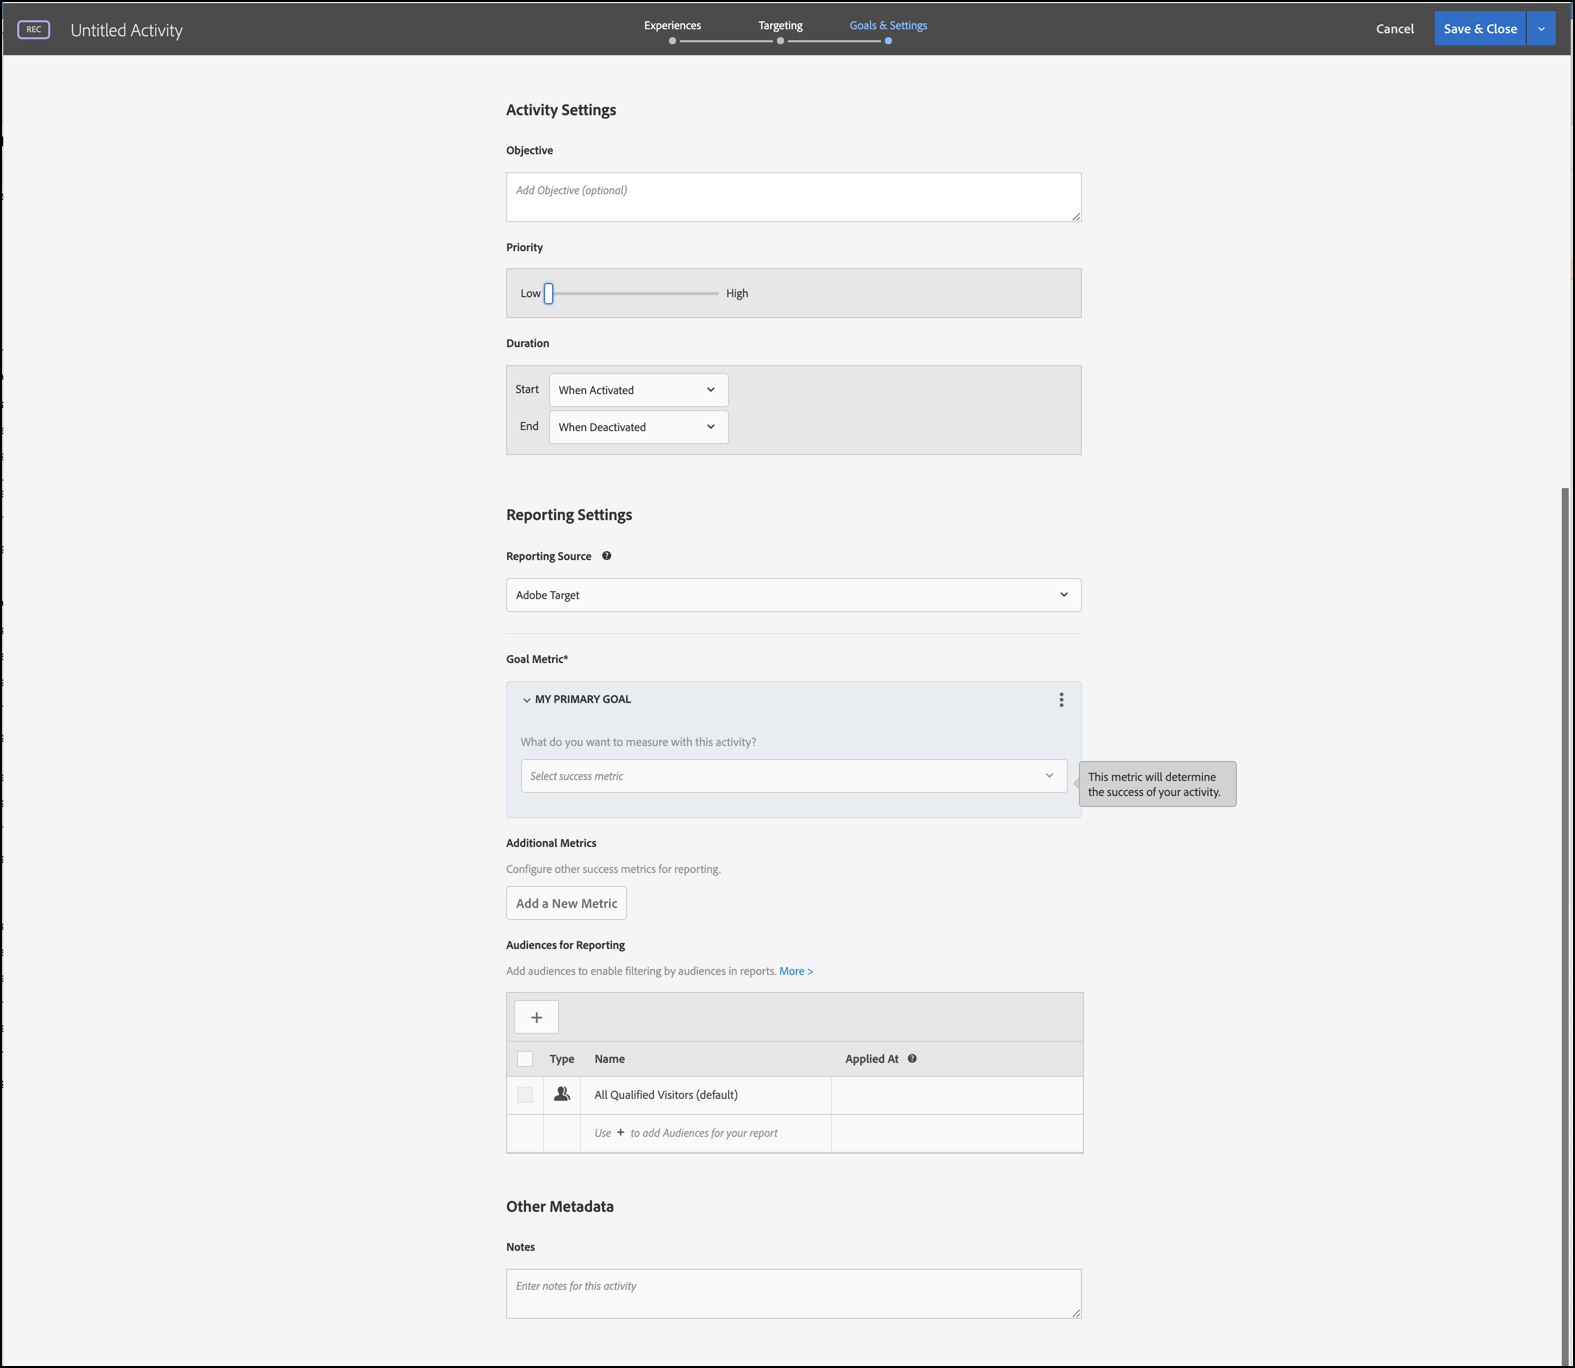 REC
Untitled Activity
Experiences
Targeting
Goals & Settings
Cancel
Save & Close
Activity Settings
Objective
Add Objective (optional)
Priority
Low
High
Duration
Start
When Activated
End
When Deactivated
Reporting Settings
Reporting Source
Adobe Target
Goal Metric*
MY PRIMARY GOAL
What do you want to measure with this activity?
Select success metric
This metric will determine
the success of your activity.
Additional Metrics
Configure other success metrics for reporting.
Add a New Metric
Audiences for Reporting
Add audiences to enable filtering by audiences in reports. More >
+
Type
Name
Applied At
All Qualified Visitors (default)
Use + to add Audiences for your report
Other Metadata
Notes
Enter notes for this activity